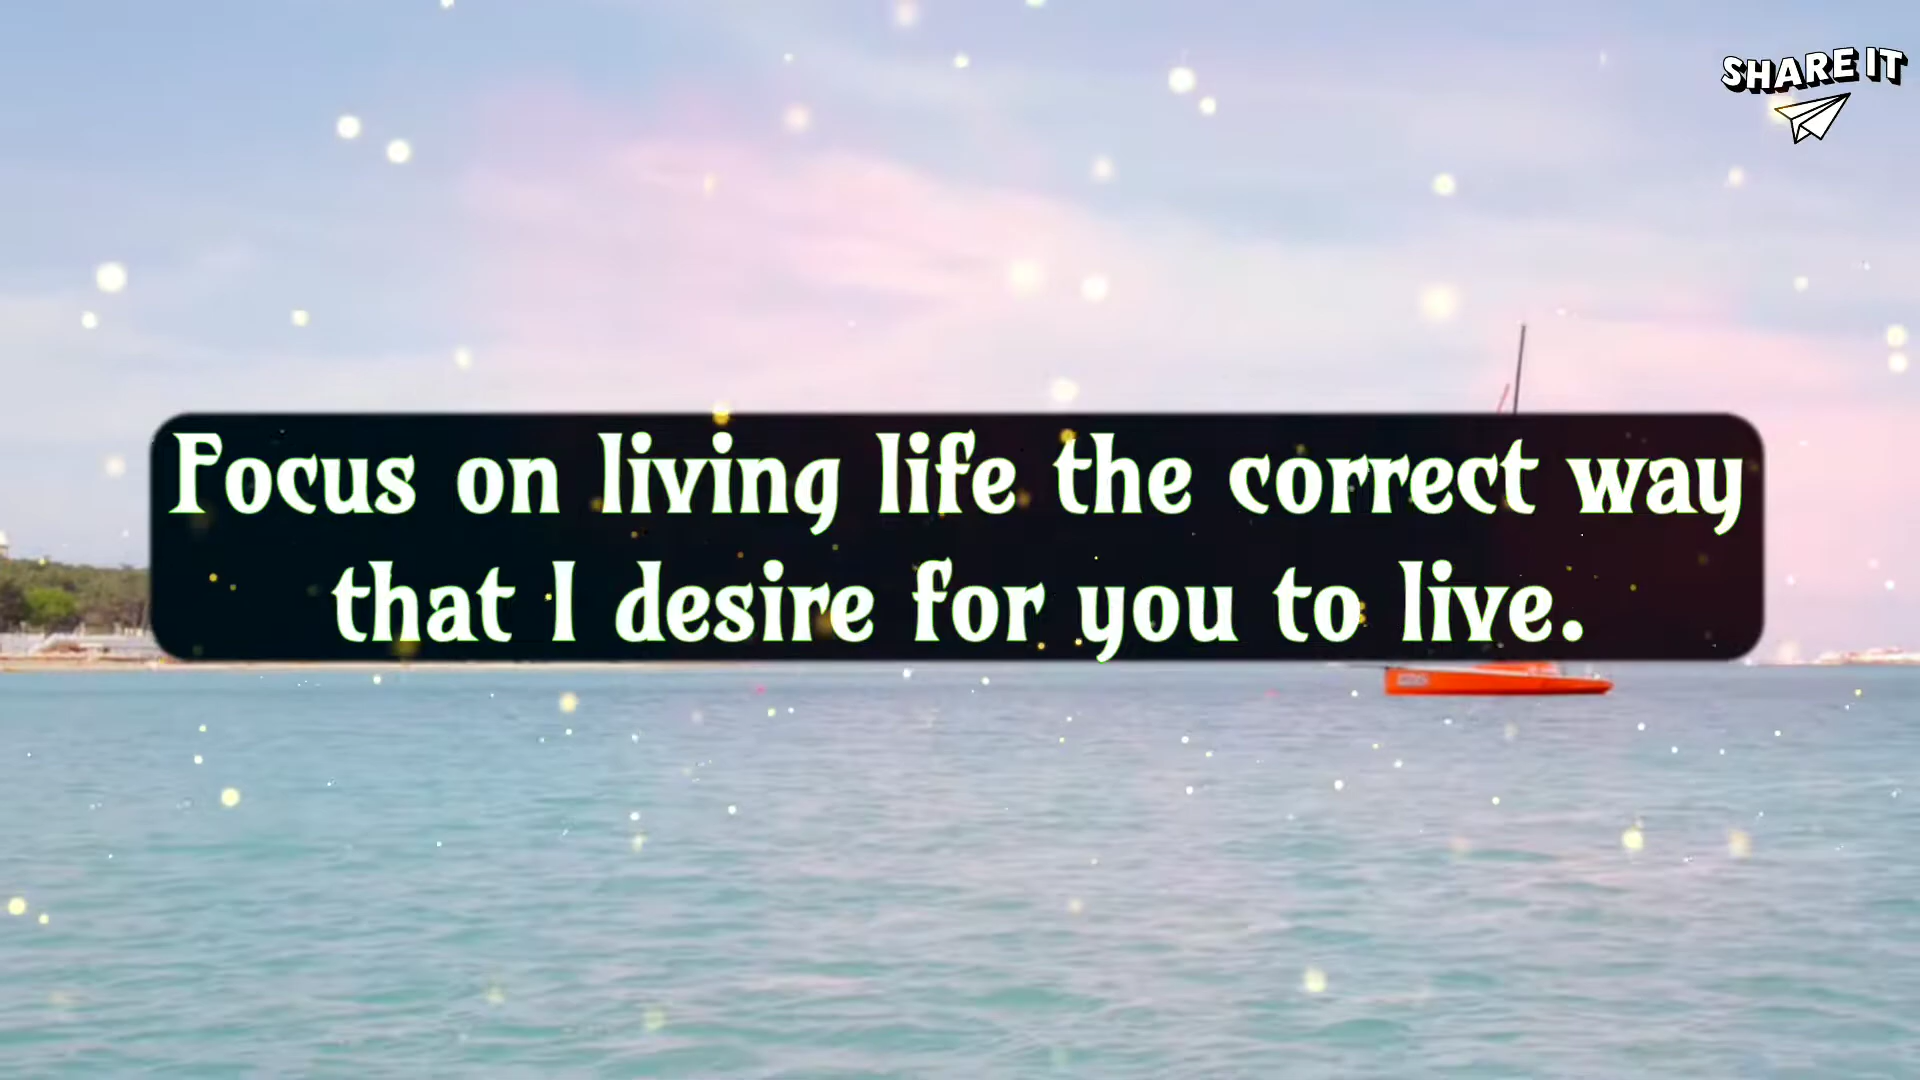 SHARE IT
Focus on living life the correct way
that I desire for you to live.